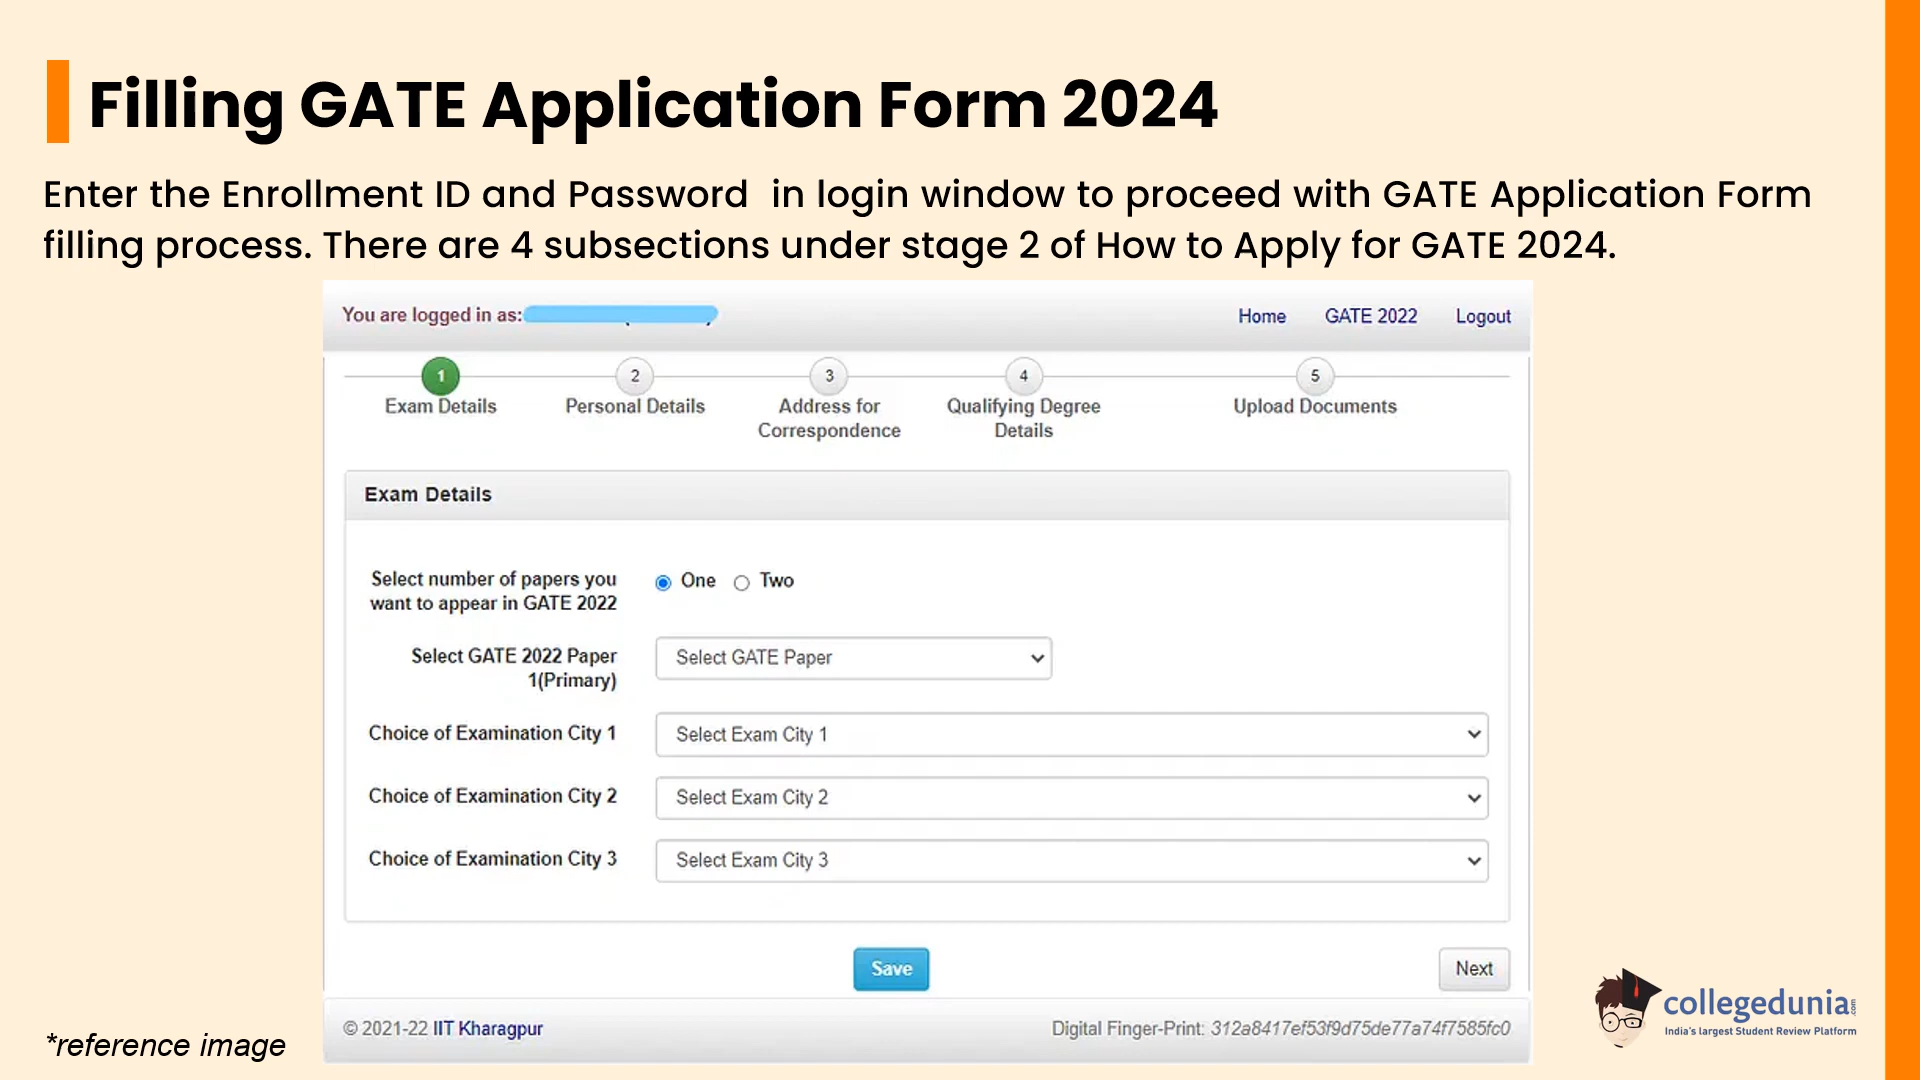 Filling GATE Application Form 2024
Enter the Enrollment ID and Password in login window to proceed with GATE Application Form
filling process. There are 4 subsections under stage 2 of How to Apply for GATE 2024.
You are logged in as:
Home GATE 2022 Logout
1 2 3 4 5
Exam Details Personal Details Address for Qualifying Degree Upload Documents
Correspondence Details
Exam Details
Select number of papers you
want to appear in GATE 2022
One Two
Select GATE 2022 Paper
1(Primary)
Select GATE Paper
Choice of Examination City 1 Select Exam City 1
Choice of Examination City 2 Select Exam City 2
Choice of Examination City 3 Select Exam City 3
Save Next
© 2021-22 IIT Kharagpur Digital Finger-Print: 312a8417ef53f9d75de77a74f7585fc0
*reference image
collegedunia.com
India's largest Student Review Platform